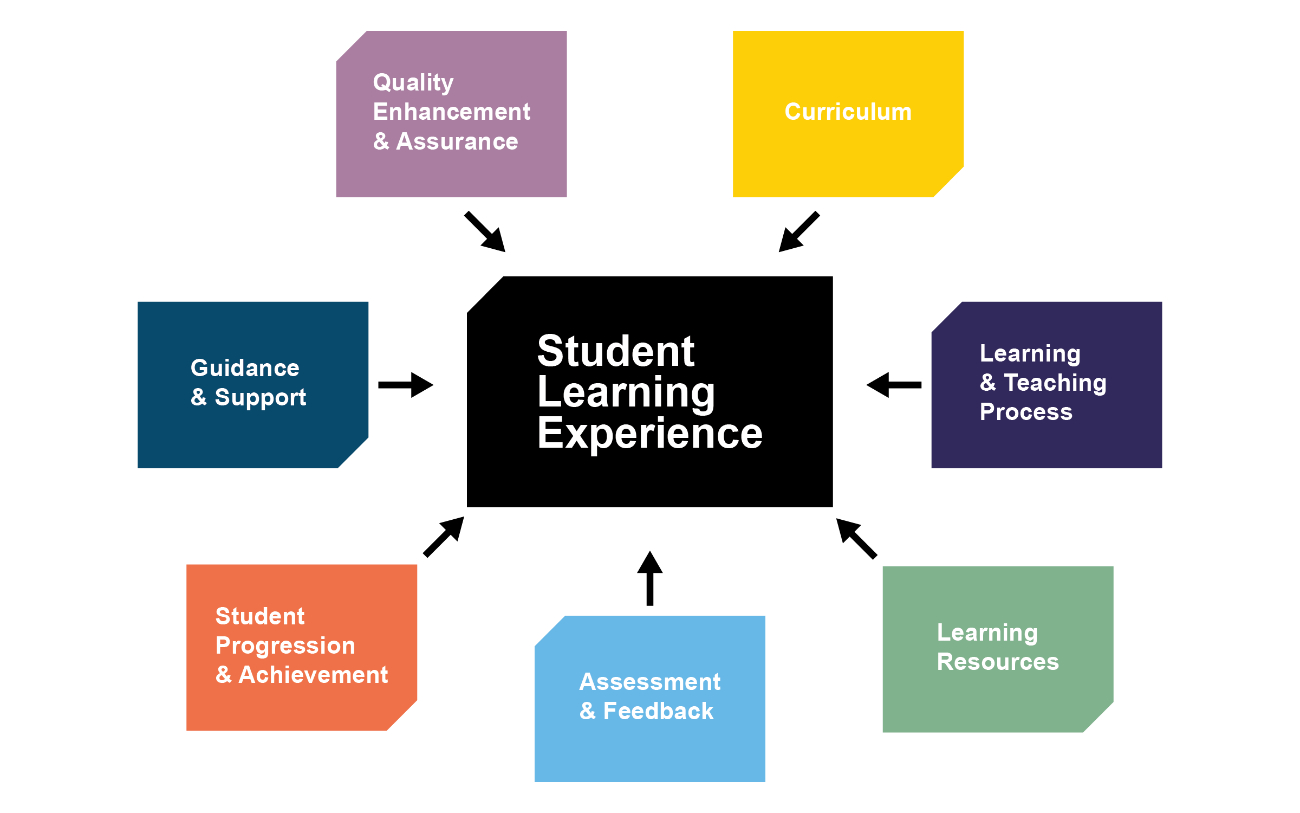 Quality
Enhancement
& Assurance
Curriculum
Guidance
& Support
Student
Learning
Experience
Learning
& Teaching
Process
Student
Progression
& Achievement
Assessment
& Feedback
Learning
Resources